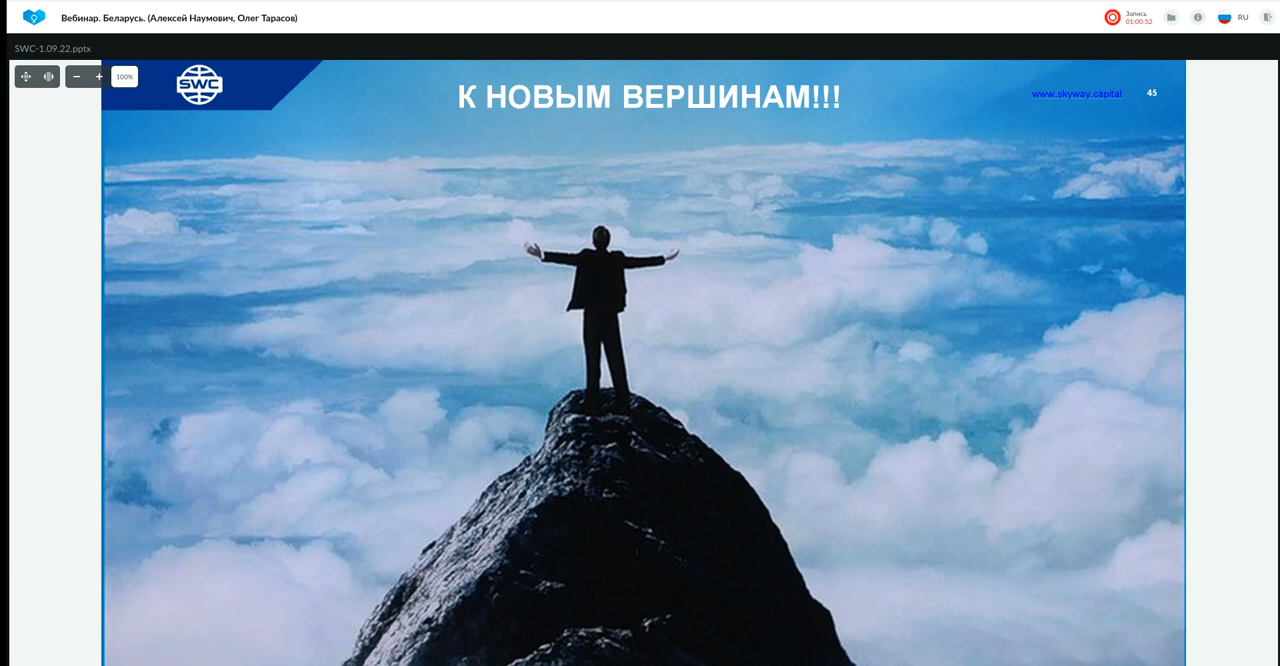 Вебинар. Беларусь. (Алексей Наумович, Олег Тарасов)
Запись
01:00:52
RU
SWC-1.09.22.pptx
100%
SWC
К НОВЫМ ВЕРШИНАМ!!!
www.skyway.capital
45